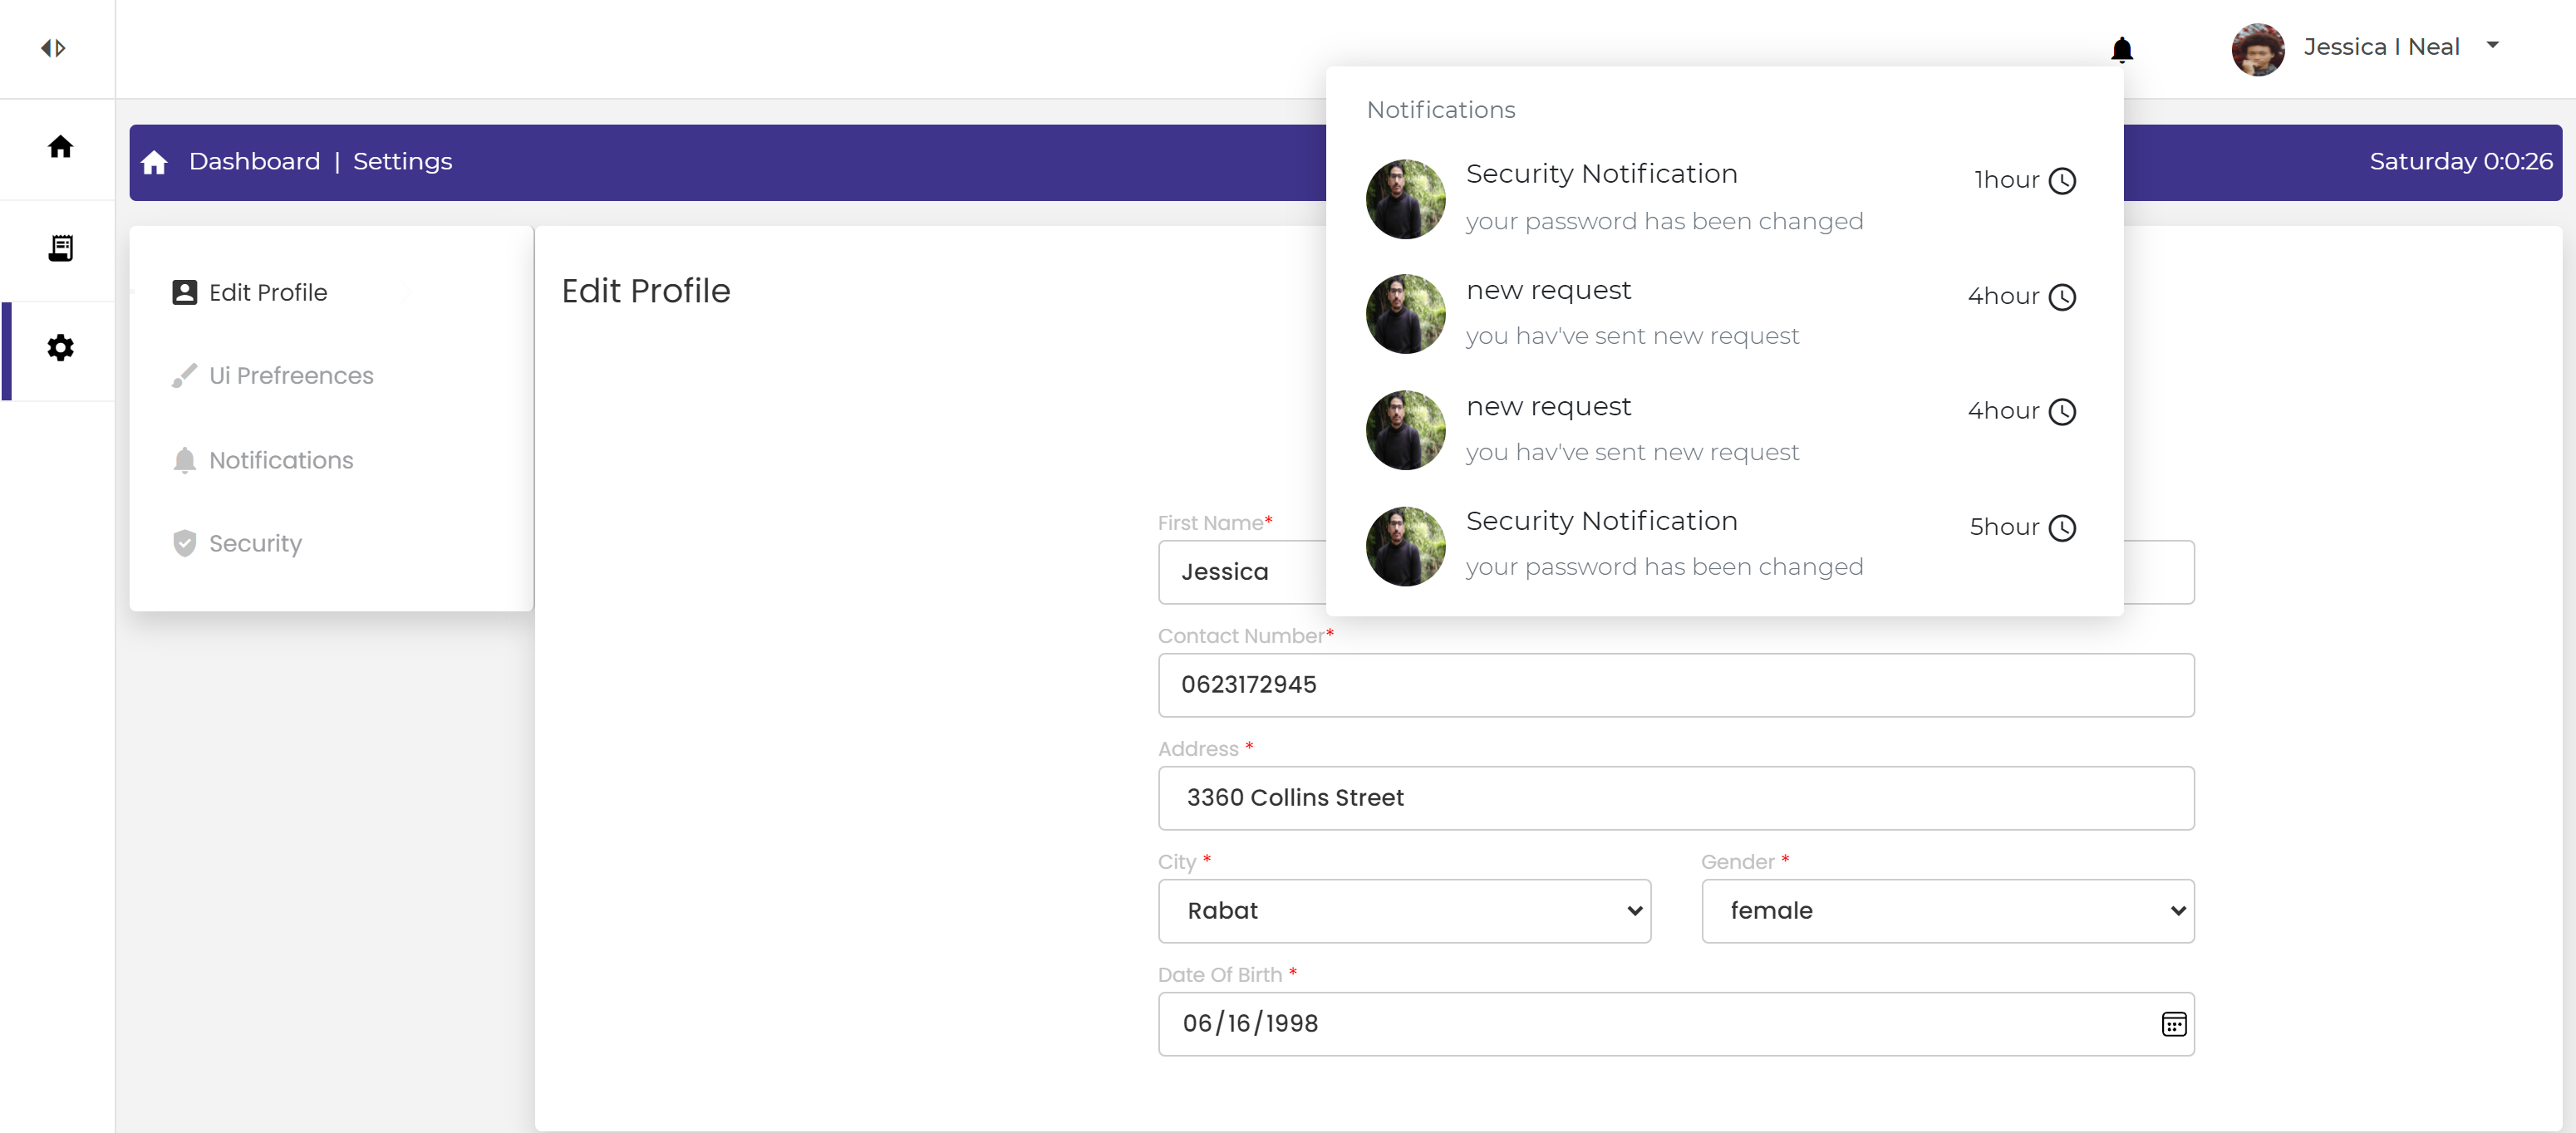 Jessica I Neal
Dashboard | Settings
Saturday 0:0:26
Notifications
Security Notification
1hour
your password has been changed
new request
4hour
you hav've sent new request
new request
4hour
you hav've sent new request
Security Notification
5hour
your password has been changed
Edit Profile
Ui Prefreences
Notifications
Security
Edit Profile
First Name*
Jessica
Contact Number*
0623172945
Address *
3360 Collins Street
City *
Gender *
Rabat
female
Date Of Birth *
06/16/1998